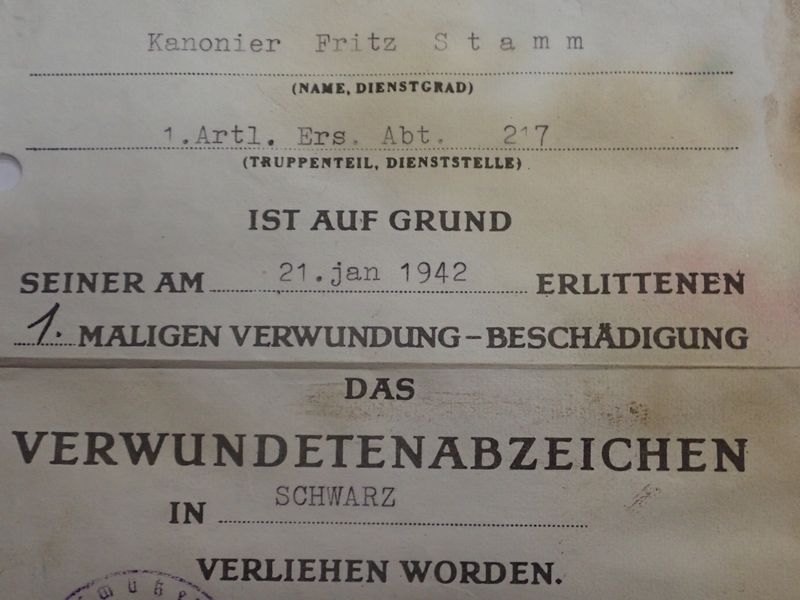 Kanonier Fritz Stamm
(NAME, DIENSTGRAD)
1.Artl. Ers. Abt. 217
(TRUPPENTEIL, DIENSTSTELLE)
IST AUF GRUND
SEINER AM 21.jan 1942 ERLITTENEN
1. MALIGEN VERWUNDUNG-BESCHÄDIGUNG
DAS
VERWUNDETENABZEICHEN
IN SCHWARZ
VERLIEHEN WORDEN.